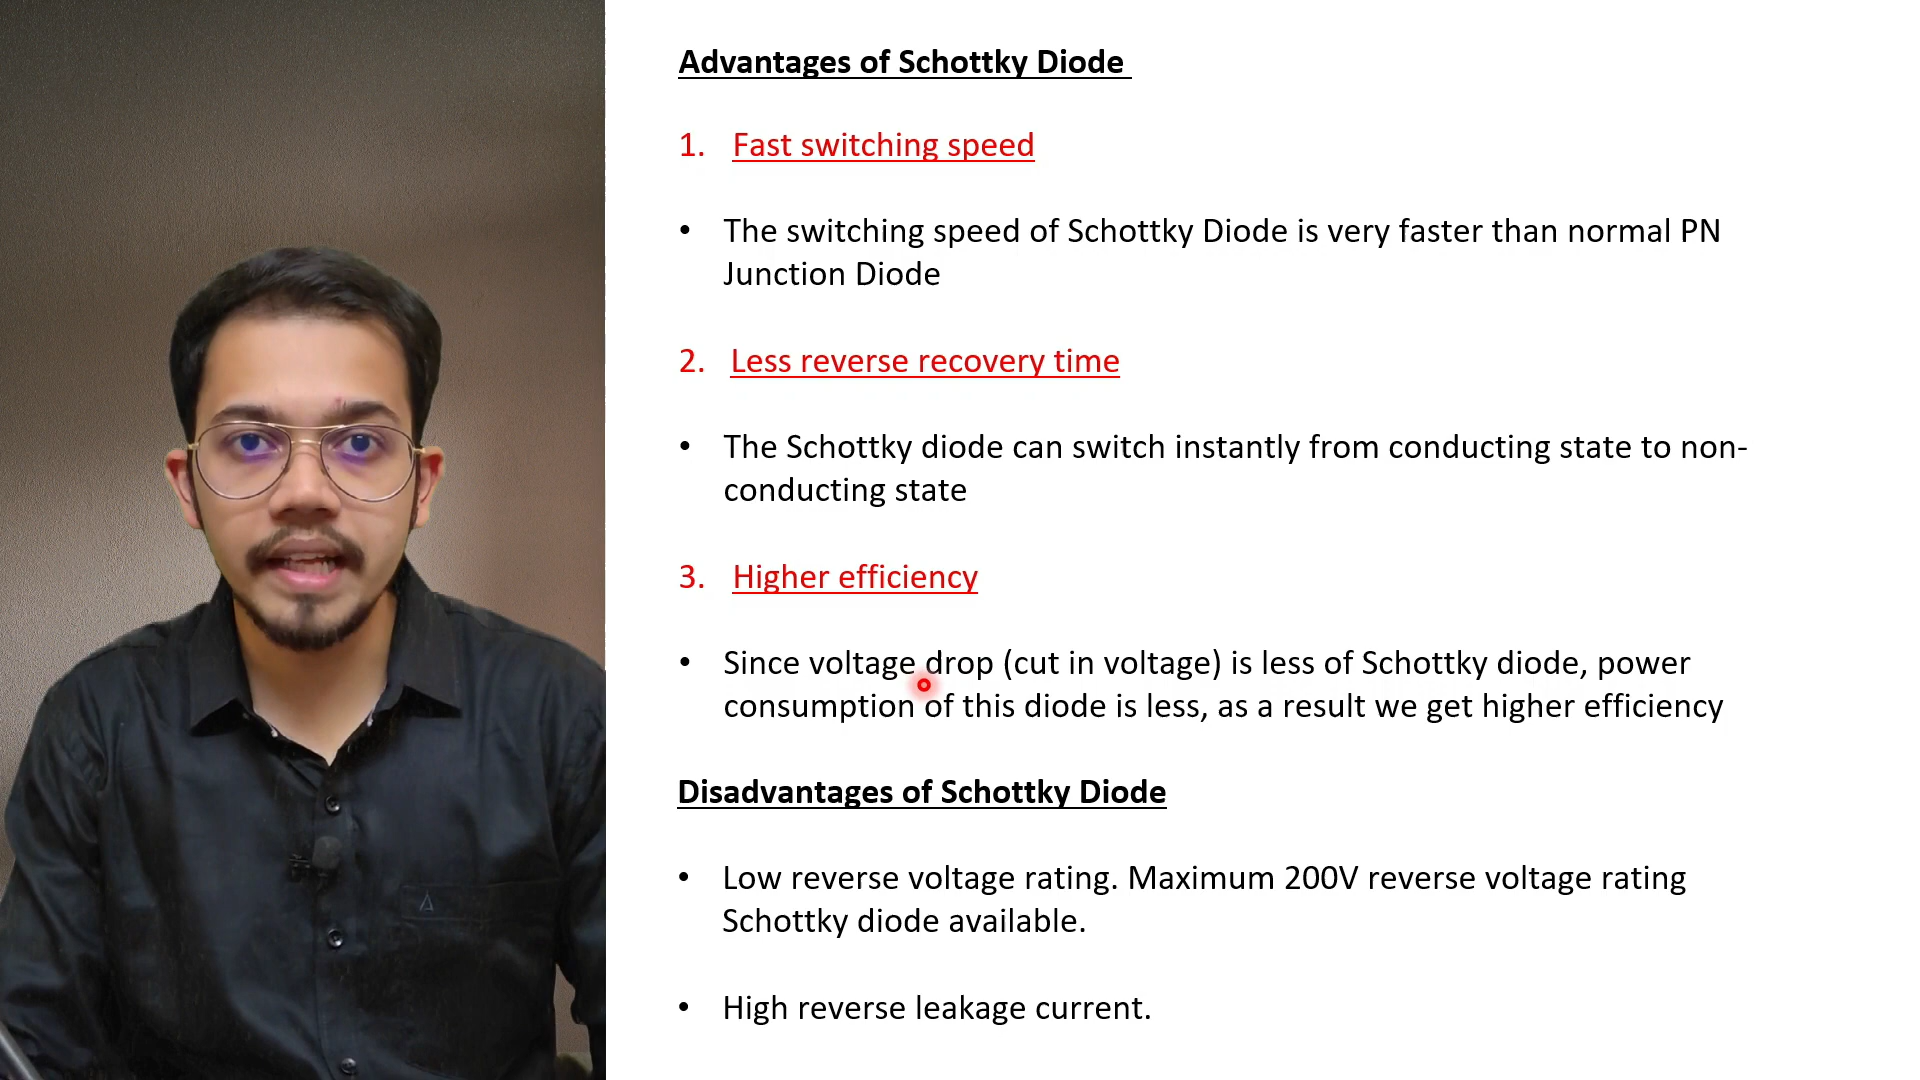 Advantages of Schottky Diode
1. Fast switching speed
• The switching speed of Schottky Diode is very faster than normal PN
Junction Diode
2. Less reverse recovery time
• The Schottky diode can switch instantly from conducting state to non-
conducting state
3. Higher efficiency
• Since voltage drop (cut in voltage) is less of Schottky diode, power
consumption of this diode is less, as a result we get higher efficiency
Disadvantages of Schottky Diode
• Low reverse voltage rating. Maximum 200V reverse voltage rating
Schottky diode available.
• High reverse leakage current.